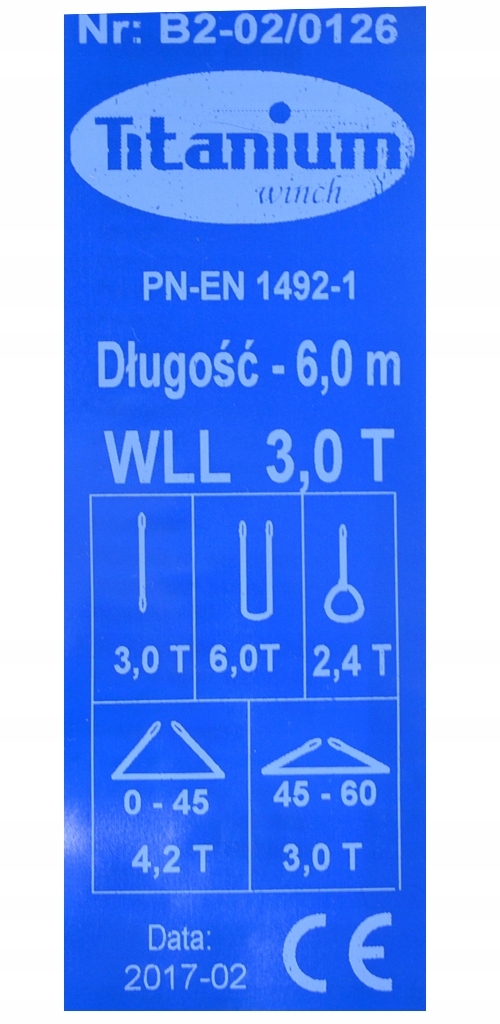 Nr: B2-02/0126
Titanium
winch
PN-EN 1492-1
Długość - 6,0 m
WLL 3,0 T
3,0 T 6,0T 2,4 T
0 - 45 45 - 60
4,2 T 3,0 T
Data:
2017-02
CE